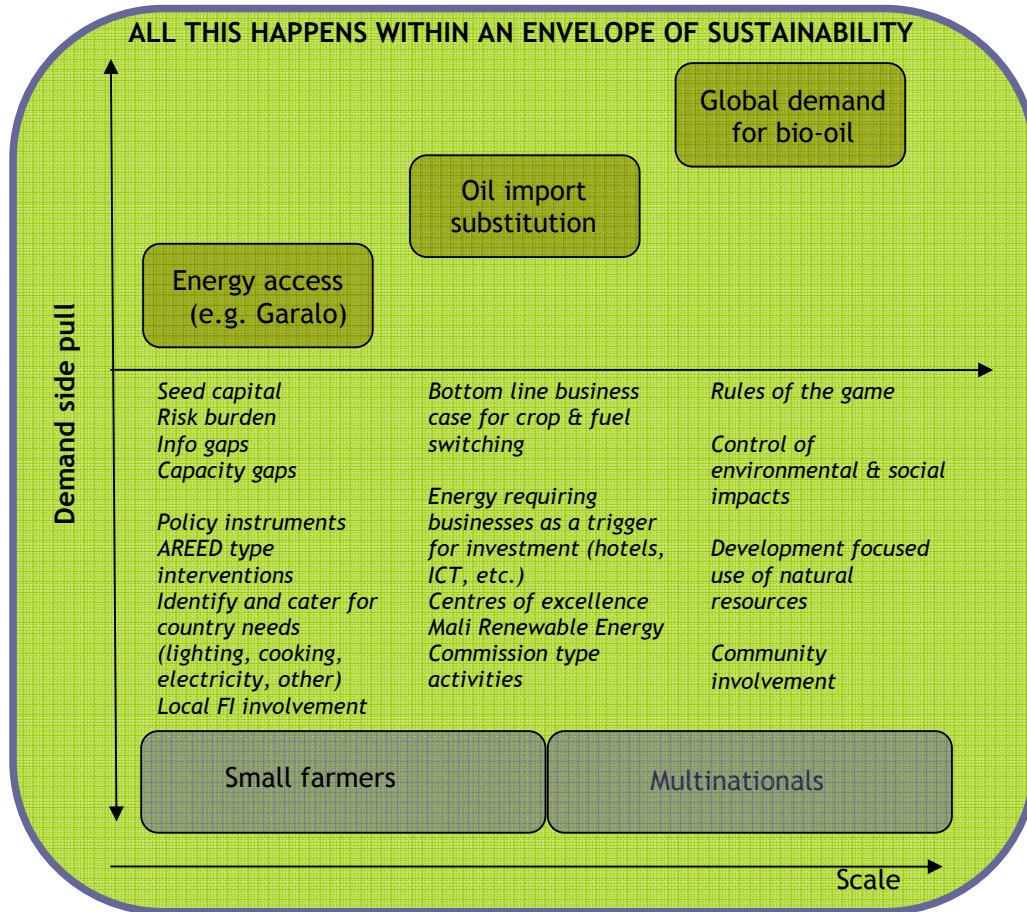 ALL THIS HAPPENS WITHIN AN ENVELOPE OF SUSTAINABILITY
Global demand
for bio-oil
Oil import
substitution
Energy access
(e.g. Garalo)
Demand side pull
Seed capital
Risk burden
Info gaps
Capacity gaps
Policy instruments
AREED type
interventions
Identify and cater for
country needs
(lighting, cooking,
electricity, other)
Local FI involvement
Bottom line business
case for crop & fuel
switching
Energy requiring
businesses as a trigger
for investment (hotels,
ICT, etc.)
Centres of excellence
Mali Renewable Energy
Commission type
activities
Rules of the game
Control of
environmental & social
impacts
Development focused
use of natural
resources
Community
involvement
Small farmers
Multinationals
Scale